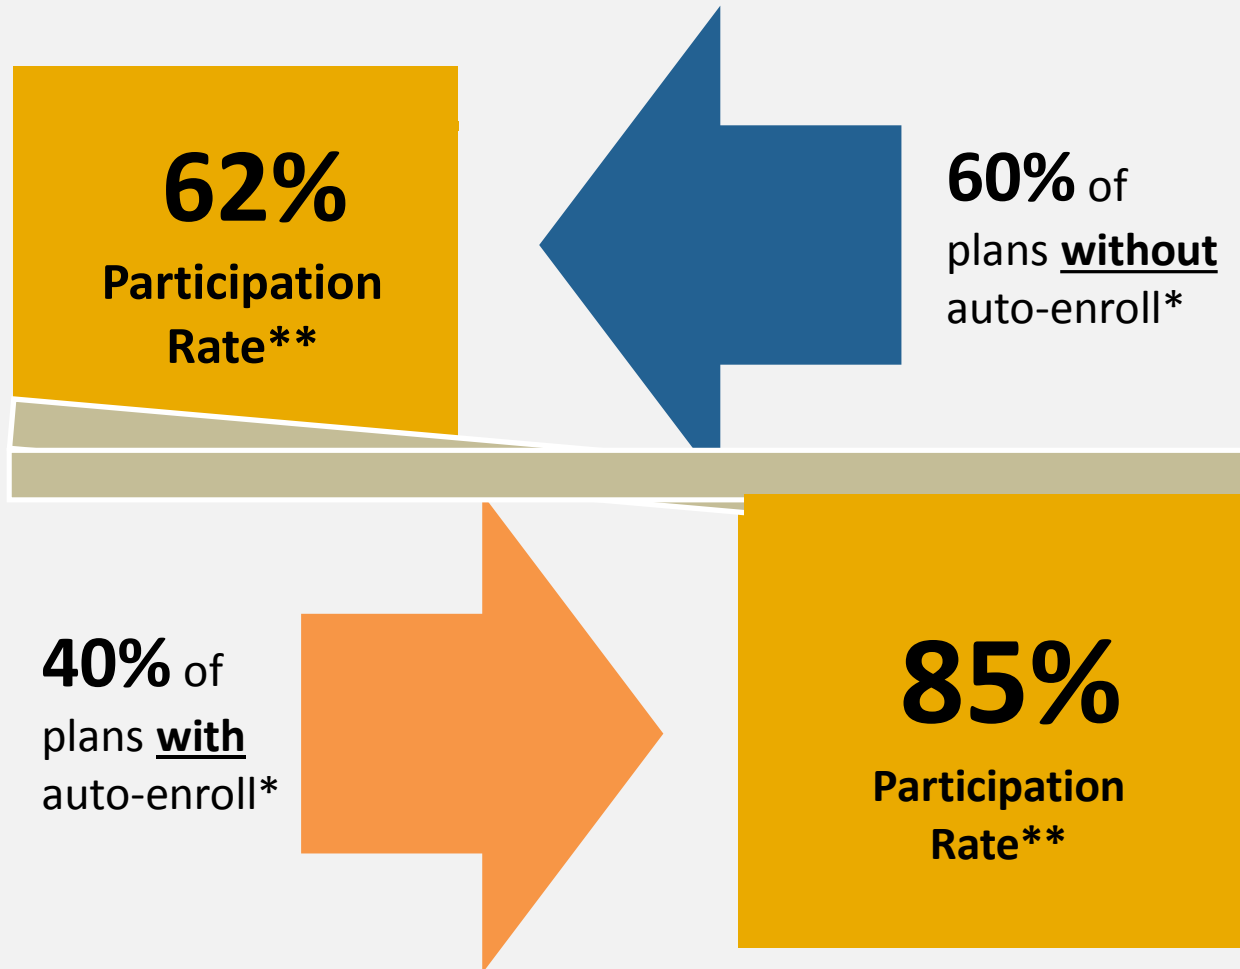 62%
Participation
Rate**
60% of
plans without
auto-enroll*
40% of
plans with
auto-enroll*
85%
Participation
Rate**